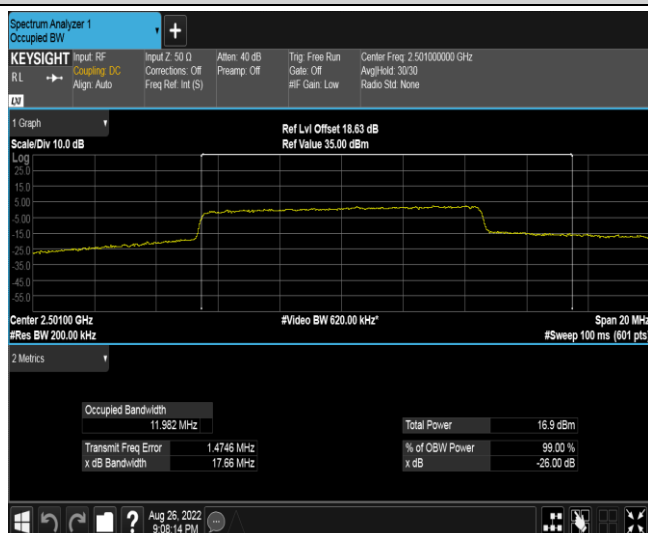 Spectrum Analyzer 1
Occupied BW
KEYSIGHT
R L
LXI
Input: RF
Coupling: DC
Align: Auto
Input Z: 50 Ω
Corrections: Off
Freq Ref: Int (S)
Atten: 40 dB
Preamp: Off
Trig: Free Run
Gate: Off
#IF Gain: Low
Center Freq: 2.501000000 GHz
Avg|Hold: 30/30
Radio Std: None
1 Graph
Scale/Div 10.0 dB
Ref Lvl Offset 18.63 dB
Ref Value 35.00 dBm
Log
25.0
15.0
5.00
-5.00
-15.0
-25.0
-35.0
-45.0
-55.0
Center 2.50100 GHz
#Video BW 620.00 kHz*
Span 20 MHz
#Res BW 200.00 kHz
#Sweep 100 ms (601 pts)
2 Metrics
Occupied Bandwidth
11.982 MHz
Total Power 16.9 dBm
Transmit Freq Error 1.4746 MHz
% of OBW Power 99.00 %
x dB Bandwidth 17.66 MHz
x dB -26.00 dB
?
Aug 26, 2022
9:08:14 PM